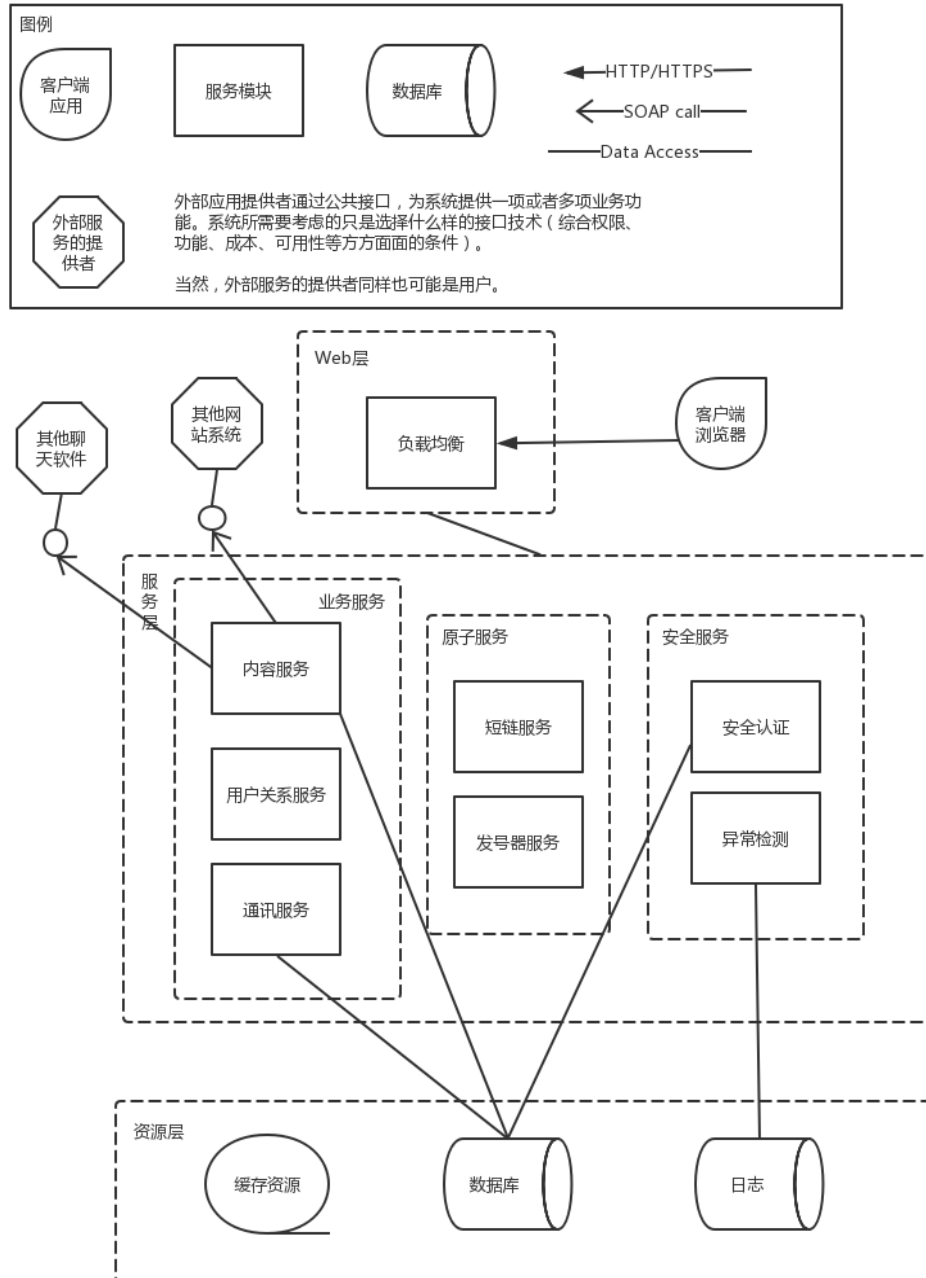 图例
客户端
应用
服务模块
数据库
HTTP/HTTPS
SOAP call
Data Access
外部服
务的提
供者
外部应用提供者通过公共接口，为系统提供一项或者多项业务功
能。系统所需要考虑的只是选择什么样的接口技术（综合权限、
功能、成本、可用性等方方面面的条件）。
当然，外部服务的提供者同样也可能是用户。
Web层
负载均衡
客户端
浏览器
其他聊
天软件
其他网
站系统
服
务
层
业务服务
内容服务
用户关系服务
通讯服务
原子服务
短链服务
发号器服务
安全服务
安全认证
异常检测
资源层
缓存资源
数据库
日志